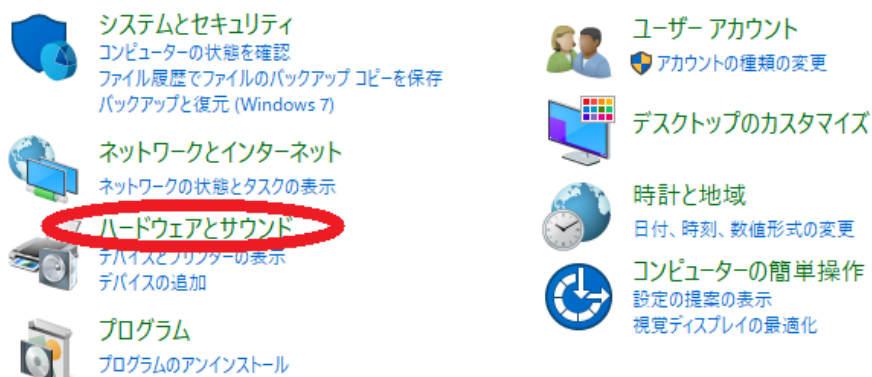 システムとセキュリティ
コンピューターの状態を確認
ファイル履歴でファイルのバックアップ コピーを保存
バックアップと復元 (Windows 7)
ネットワークとインターネット
ネットワークの状態とタスクの表示
ハードウェアとサウンド
デバイスとプリンターの表示
デバイスの追加
プログラム
プログラムのアンインストール
ユーザー アカウント
アカウントの種類の変更
デスクトップのカスタマイズ
時計と地域
日付、時刻、数値形式の変更
コンピューターの簡単操作
設定の提案の表示
視覚ディスプレイの最適化